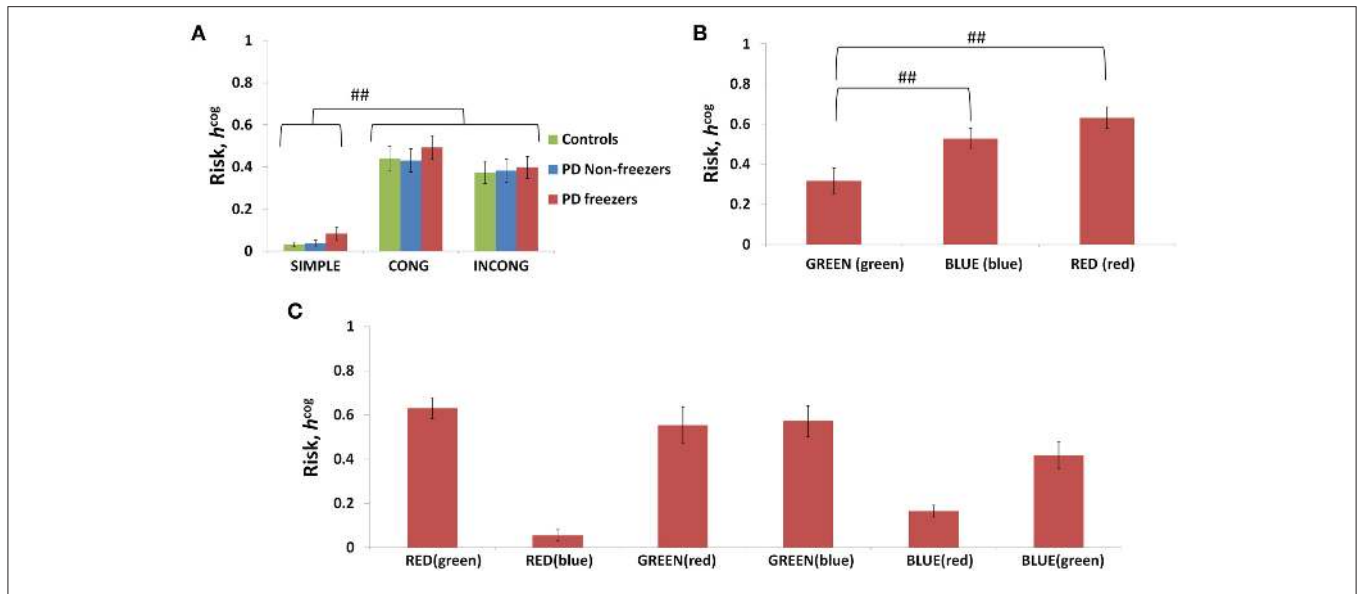 A
1
0.8
0.6
0.4
0.2
0
Risk, h^cog
##
SIMPLE CONG INCONG
Controls
PD Non-freezers
PD freezers
B
1
0.8
0.6
0.4
0.2
0
Risk, h^cog
##
##
GREEN (green) BLUE (blue) RED (red)
C
1
0.8
0.6
0.4
0.2
0
Risk, h^cog
RED(green) RED(blue) GREEN(red) GREEN(blue) BLUE(red) BLUE(green)